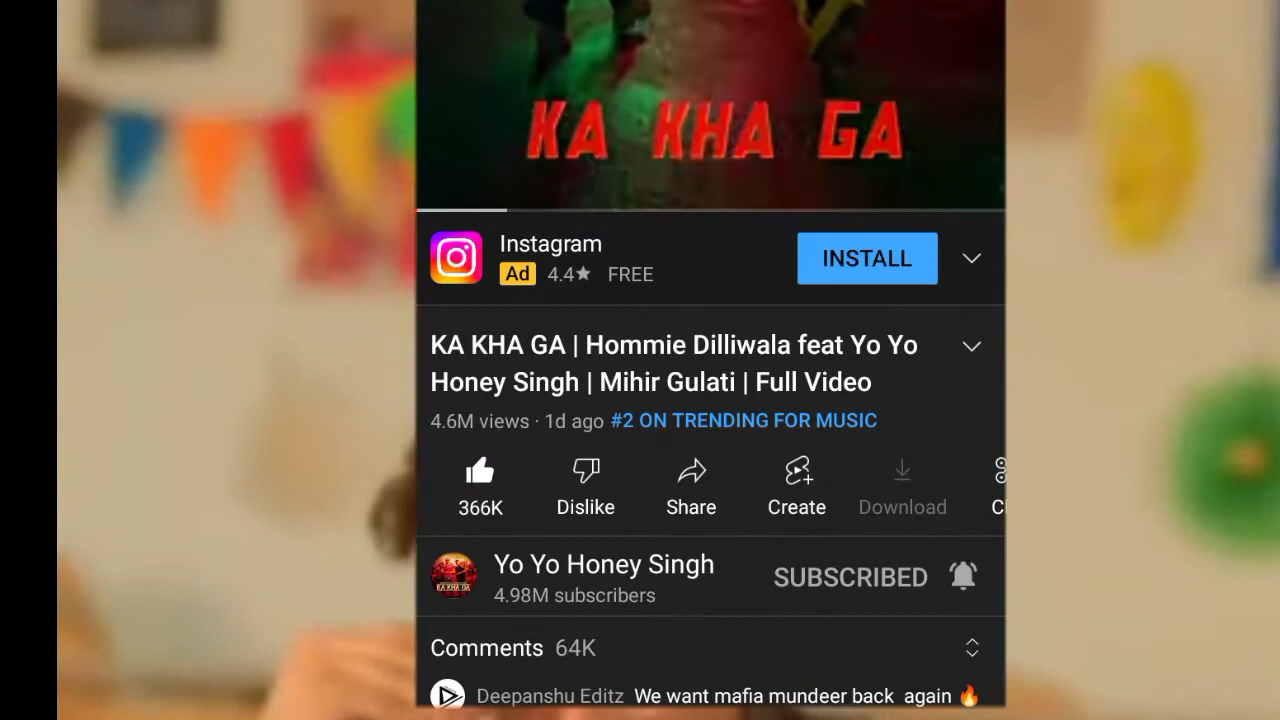 KA KHA GA
Instagram
Ad 4.4★ FREE
INSTALL
KA KHA GA | Hommie Dilliwala feat Yo Yo
Honey Singh | Mihir Gulati | Full Video
4.6M views · 1d ago #2 ON TRENDING FOR MUSIC
366K Dislike Share Create Download
Yo Yo Honey Singh
4.98M subscribers
SUBSCRIBED
Comments 64K
Deepanshu Editz We want mafia mundeer back again 🔥